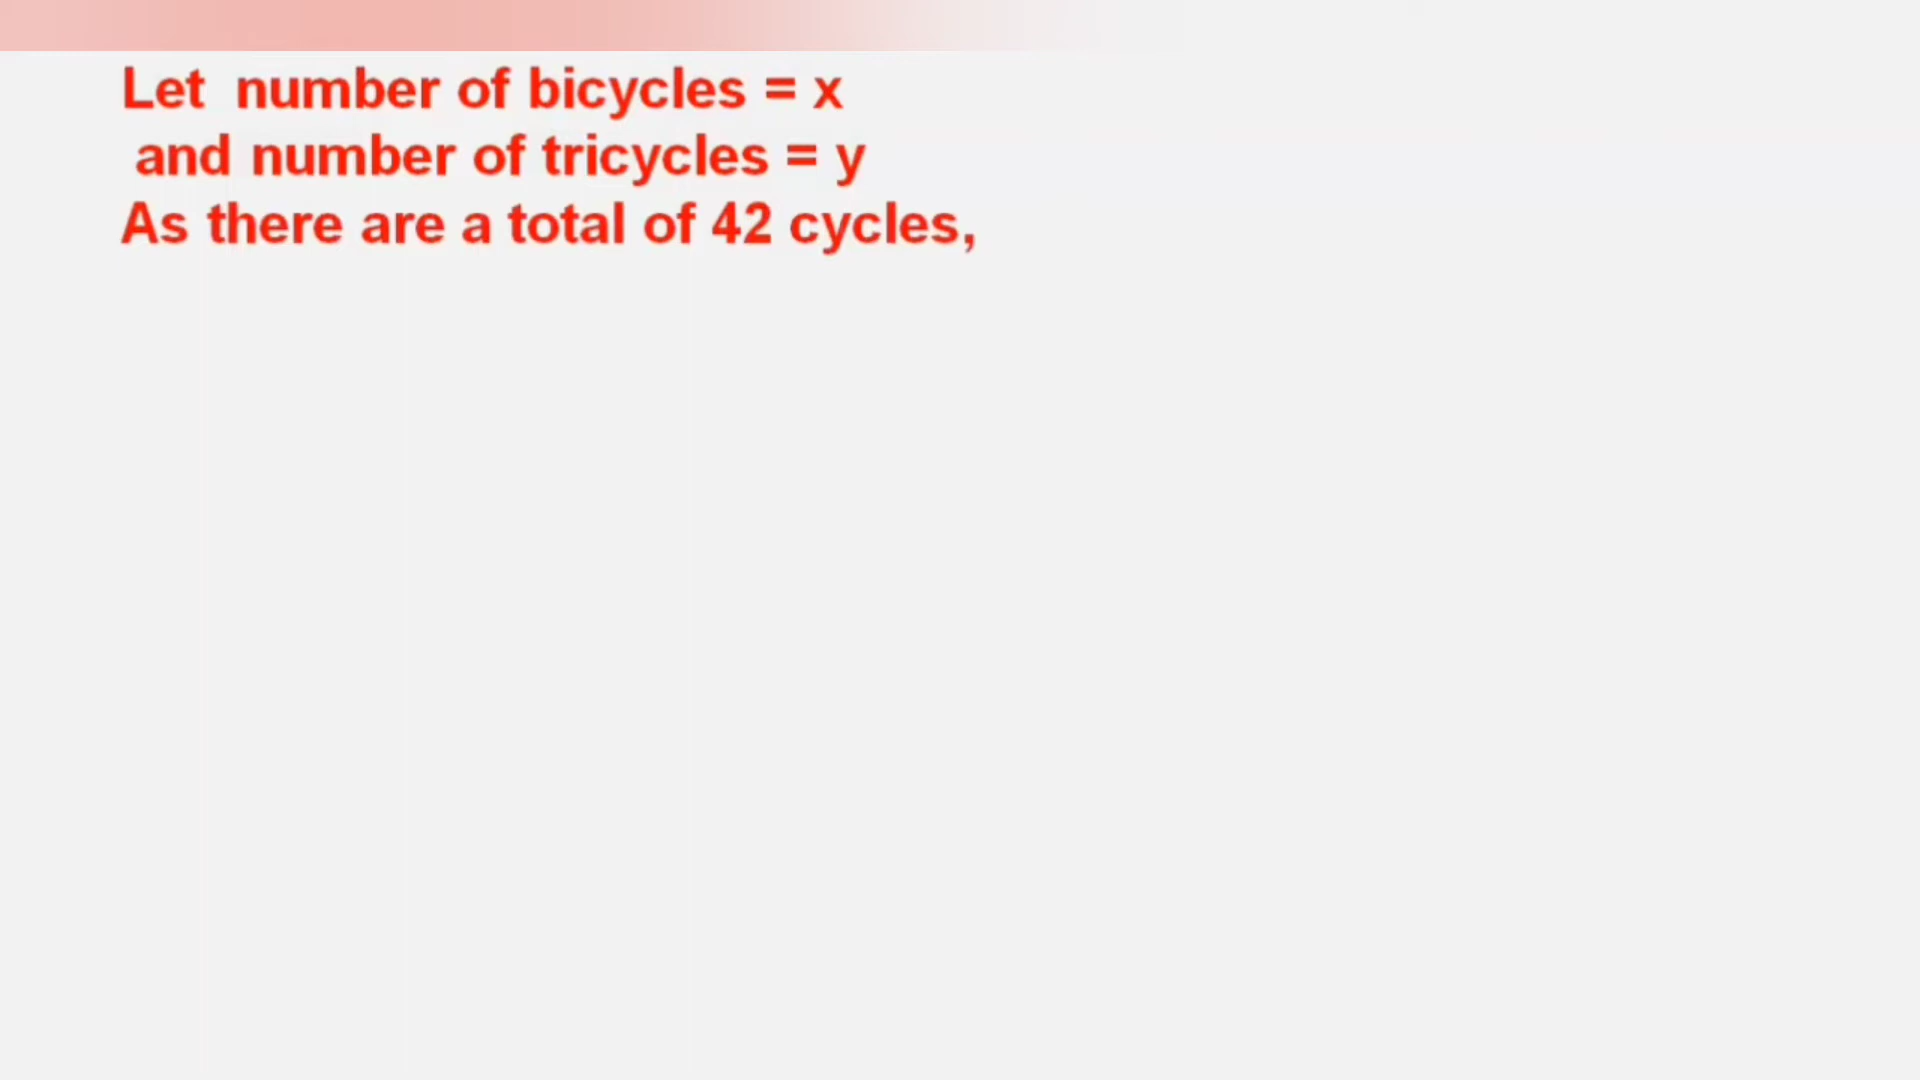 Let number of bicycles = x
and number of tricycles = y
As there are a total of 42 cycles,